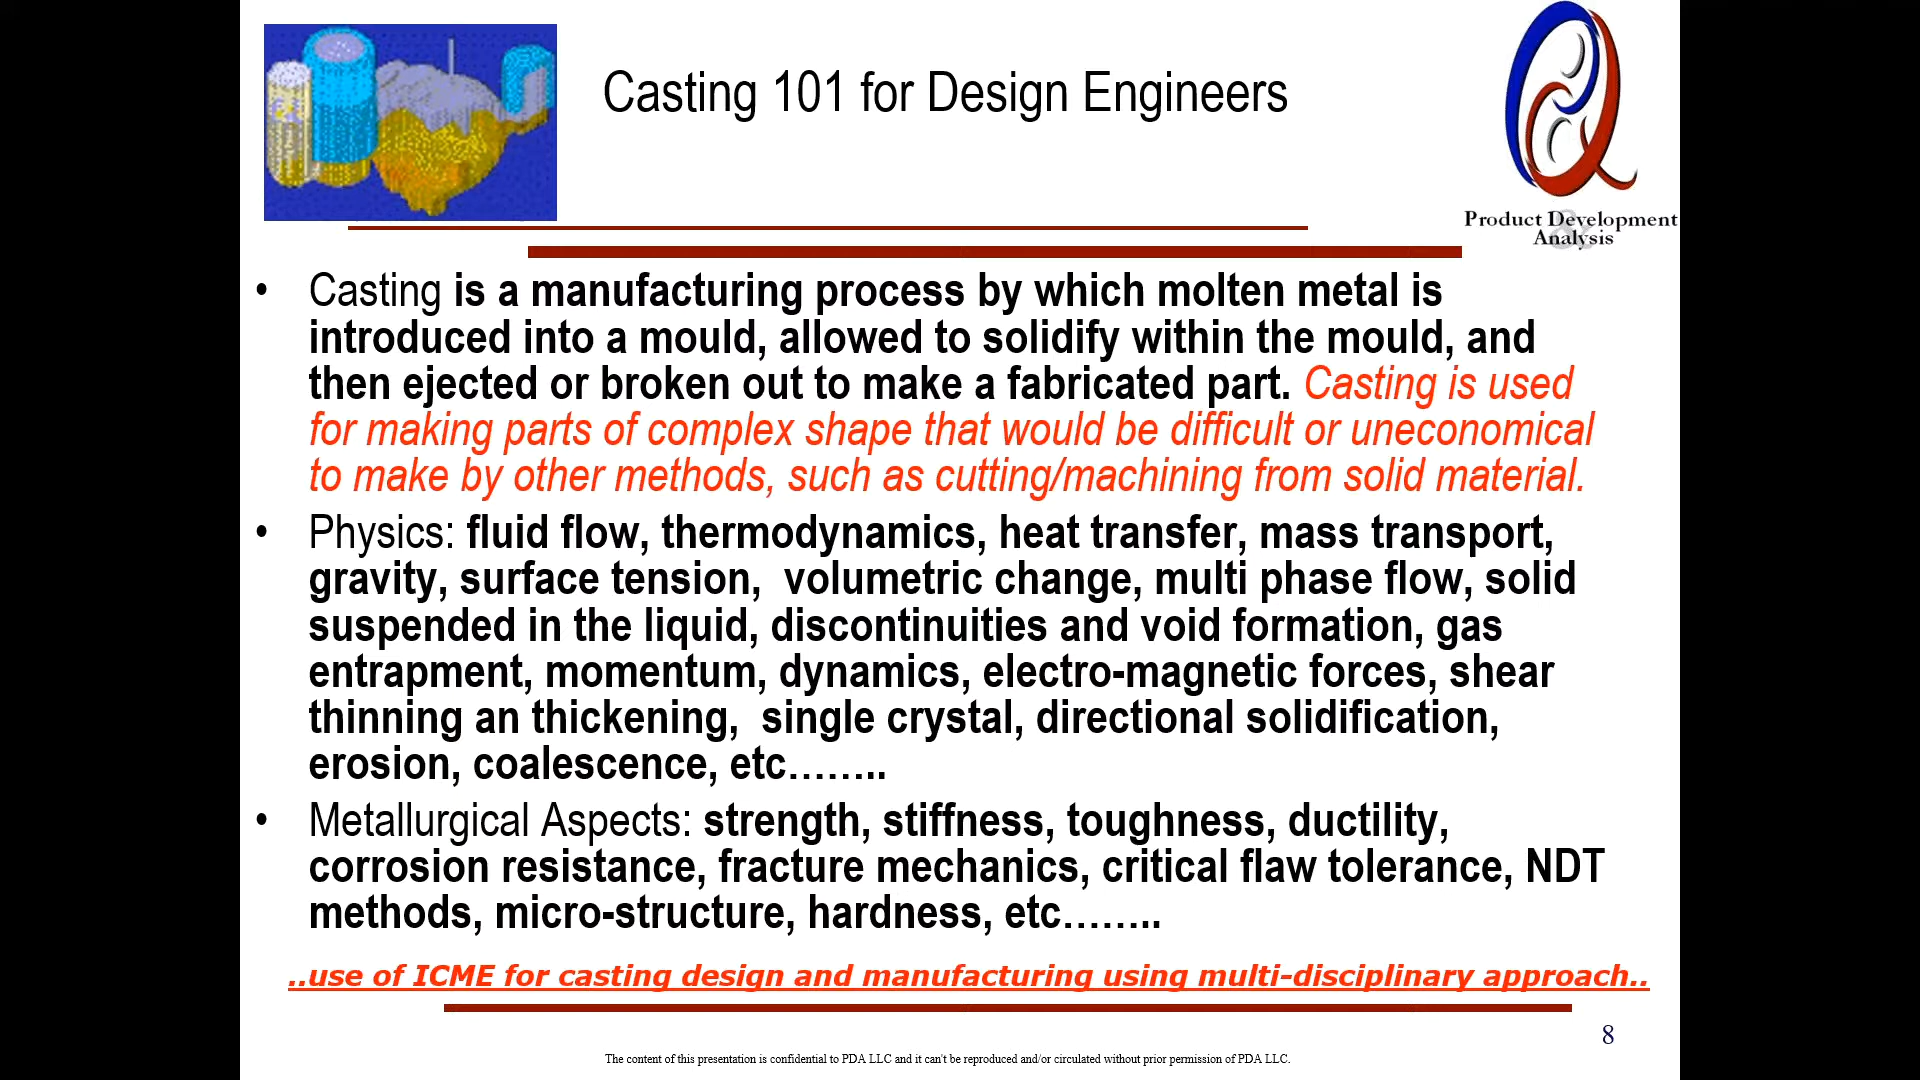 Casting 101 for Design Engineers
Product Development
&
Analysis
• Casting is a manufacturing process by which molten metal is
introduced into a mould, allowed to solidify within the mould, and
then ejected or broken out to make a fabricated part. Casting is used
for making parts of complex shape that would be difficult or uneconomical
to make by other methods, such as cutting/machining from solid material.
• Physics: fluid flow, thermodynamics, heat transfer, mass transport,
gravity, surface tension,  volumetric change, multi phase flow, solid
suspended in the liquid, discontinuities and void formation, gas
entrapment, momentum, dynamics, electro-magnetic forces, shear
thinning an thickening,  single crystal, directional solidification,
erosion, coalescence, etc……..
• Metallurgical Aspects: strength, stiffness, toughness, ductility,
corrosion resistance, fracture mechanics, critical flaw tolerance, NDT
methods, micro-structure, hardness, etc……..
..use of ICME for casting design and manufacturing using multi-disciplinary approach..
8
The content of this presentation is confidential to PDA LLC and it can't be reproduced and/or circulated without prior permission of PDA LLC.